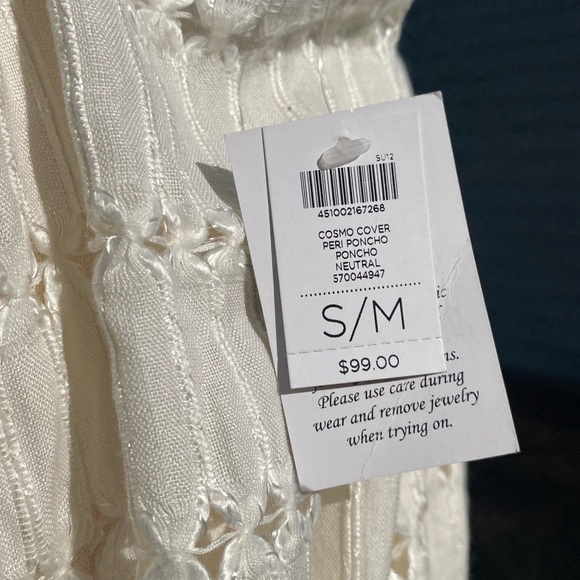 SU12
451002167268
COSMO COVER
PERI PONCHO
PONCHO
NEUTRAL
570044947
S/M
$99.00
Please use care during
wear and remove jewelry
when trying on.